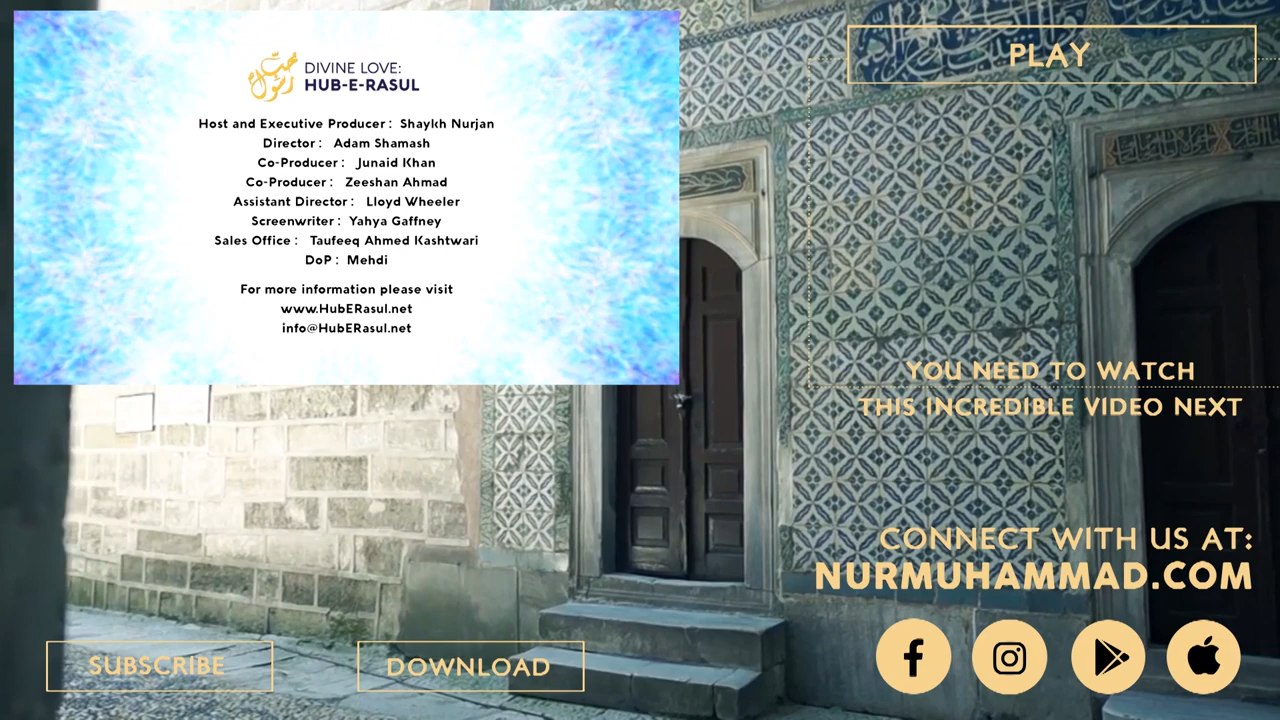 محبت رسول
DIVINE LOVE:
HUB-E-RASUL
Host and Executive Producer : Shaykh Nurjan
Director : Adam Shamash
Co-Producer : Junaid Khan
Co-Producer : Zeeshan Ahmad
Assistant Director : Lloyd Wheeler
Screenwriter : Yahya Gaffney
Sales Office : Taufeeq Ahmed Kashtwari
DoP : Mehdi
For more information please visit
www.HubERasul.net
info@HubERasul.net
PLAY
YOU NEED TO WATCH
THIS INCREDIBLE VIDEO NEXT
CONNECT WITH US AT:
NURMUHAMMAD.COM
SUBSCRIBE
DOWNLOAD